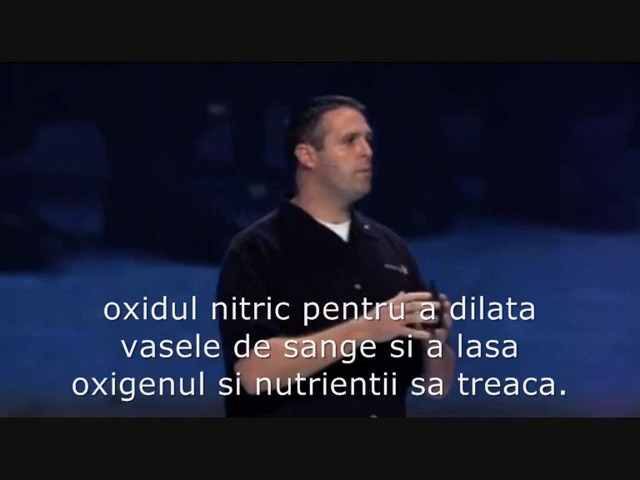 oxidul nitric pentru a dilata
vasele de sange si a lasa
oxigenul si nutrientii sa treaca.